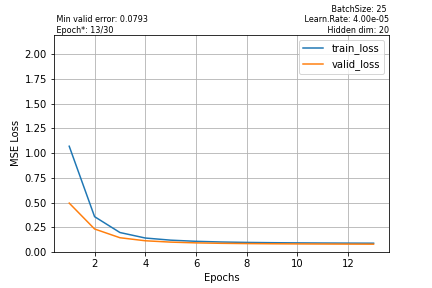 BatchSize: 25
Min valid error: 0.0793
Learn.Rate: 4.00e-05
Epoch*: 13/30
Hidden dim: 20
train_loss
valid_loss
2.00
1.75
1.50
1.25
1.00
0.75
0.50
0.25
0.00
MSE Loss
2 4 6 8 10 12
Epochs